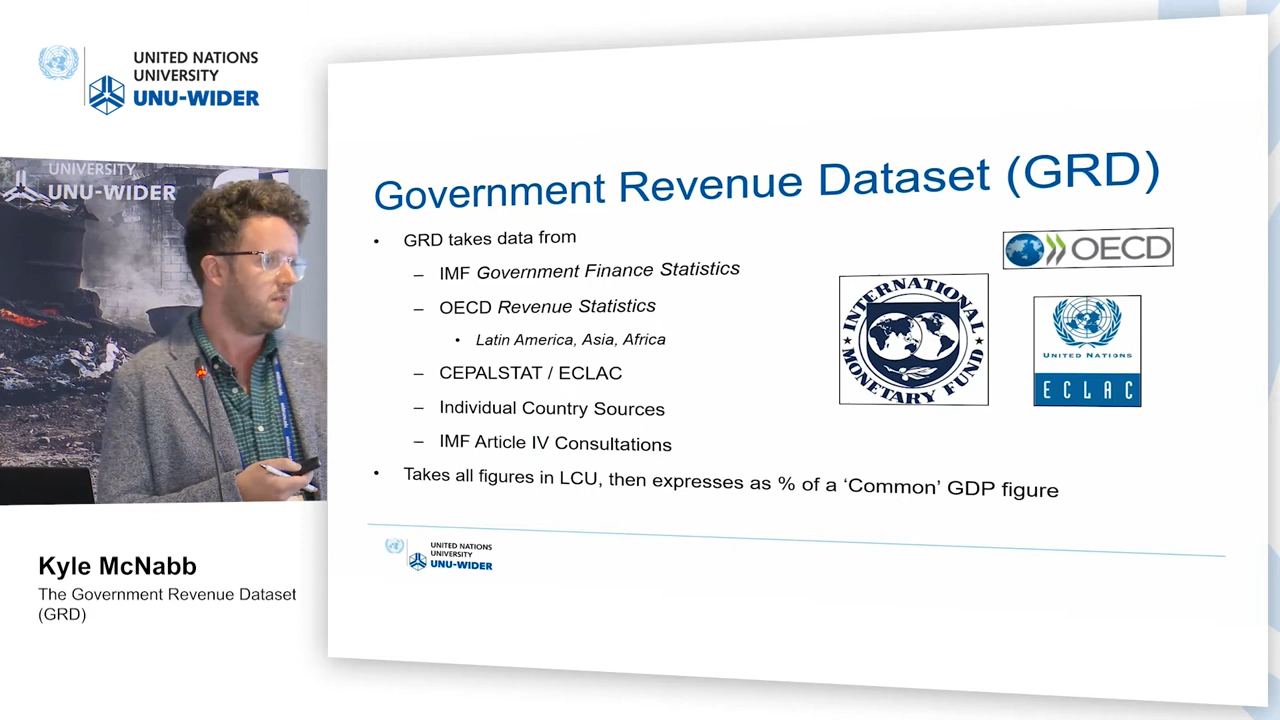 UNITED NATIONS
UNIVERSITY
UNU-WIDER
UNIVERSITY
UNU-WIDER
Kyle McNabb
The Government Revenue Dataset
(GRD)
Government Revenue Dataset (GRD)
• GRD takes data from
– IMF Government Finance Statistics
– OECD Revenue Statistics
• Latin America, Asia, Africa
– CEPALSTAT / ECLAC
– Individual Country Sources
– IMF Article IV Consultations
• Takes all figures in LCU, then expresses as % of a ‘Common’ GDP figure
OECD
INTERNATIONAL
MONETARY FUND
UNITED NATIONS
ECLAC
UNITED NATIONS
UNIVERSITY
UNU-WIDER